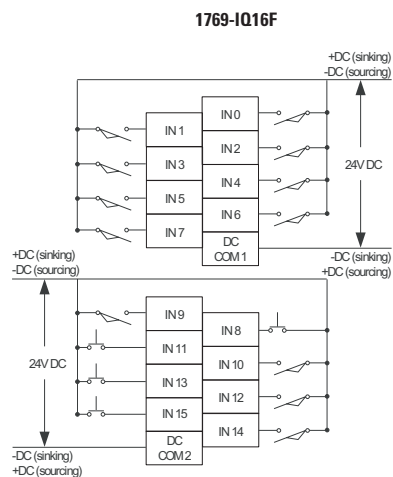 1769-IQ16F
+DC (sinking)
-DC (sourcing)
IN 0
IN 1
IN 2
IN 3
IN 4
24V DC
IN 5
IN 6
IN 7
DC
COM 1
+DC (sinking)
-DC (sourcing)
-DC (sinking)
+DC (sourcing)
IN 9
IN 8
IN 11
24V DC
IN 10
IN 13
IN 12
IN 15
IN 14
DC
COM 2
-DC (sinking)
+DC (sourcing)